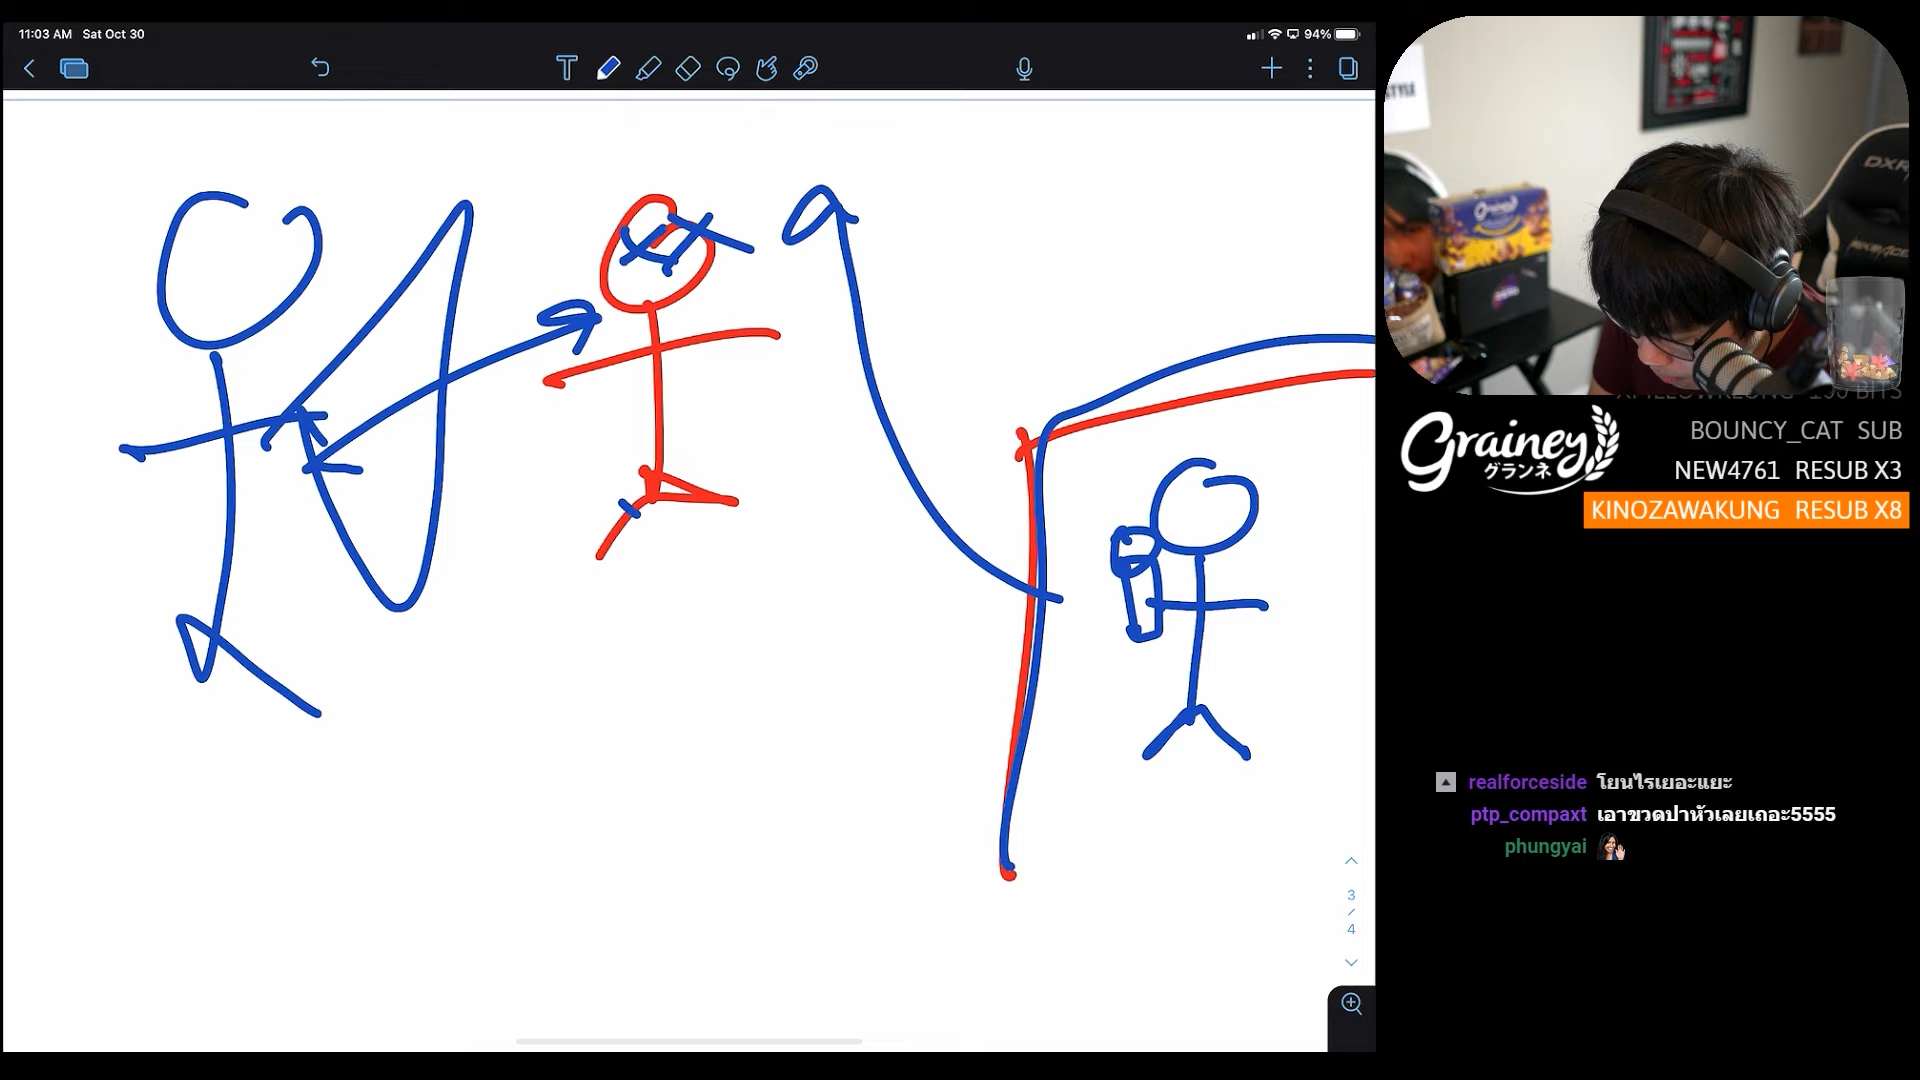 11:03 AM Sat Oct 30
94%
T
STYLE
DXR
Grainey
Grainey
グランネ
BOUNCY_CAT SUB
NEW4761 RESUB X3
KINOZAWAKUNG RESUB X8
realforceside โยนไรเยอะแยะ
ptp_compaxt เอาขวดปาหัวเลยเถอะ5555
phungyai
3
/
4